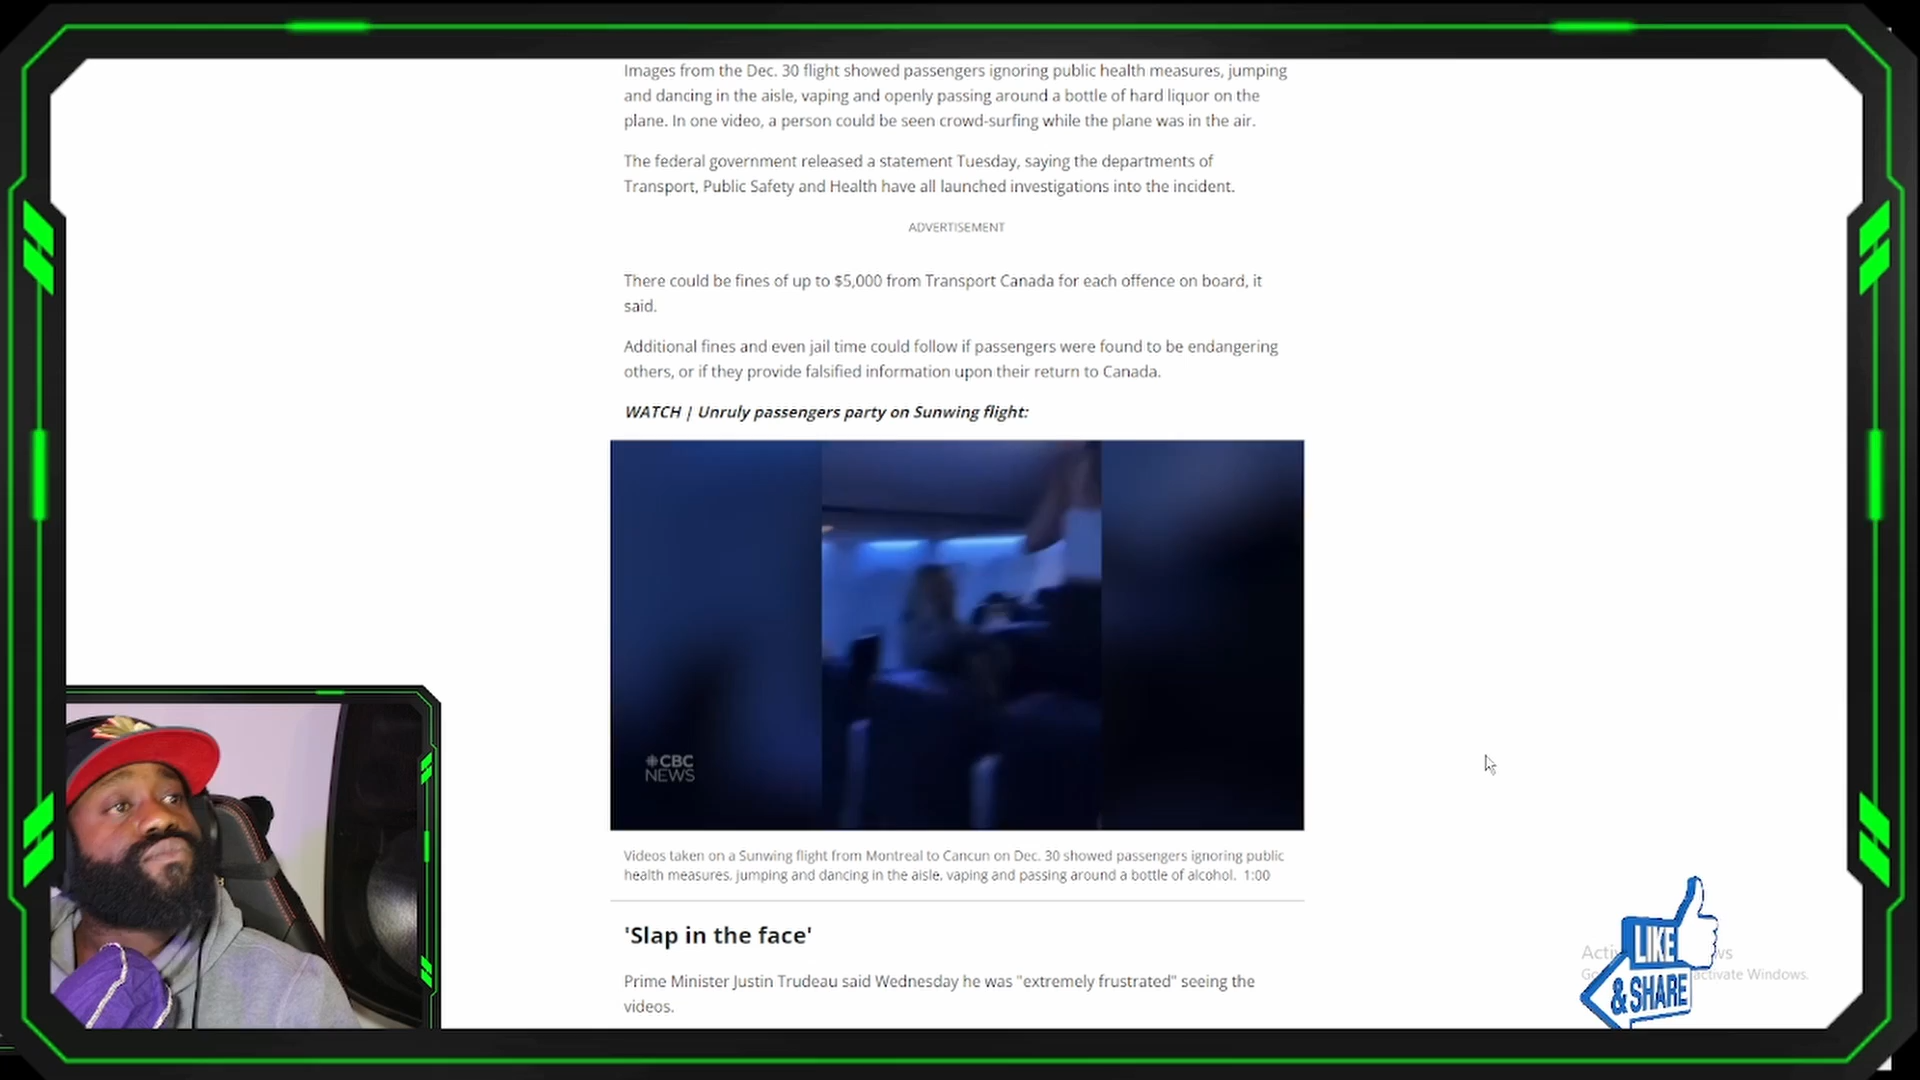 Images from the Dec. 30 flight showed passengers ignoring public health measures, jumping
and dancing in the aisle, vaping and openly passing around a bottle of hard liquor on the
plane. In one video, a person could be seen crowd-surfing while the plane was in the air.
The federal government released a statement Tuesday, saying the departments of
Transport, Public Safety and Health have all launched investigations into the incident.
ADVERTISEMENT
There could be fines of up to $5,000 from Transport Canada for each offence on board, it
said.
Additional fines and even jail time could follow if passengers were found to be endangering
others, or if they provide falsified information upon their return to Canada.
WATCH | Unruly passengers party on Sunwing flight:
CBC
NEWS
Videos taken on a Sunwing flight from Montreal to Cancun on Dec. 30 showed passengers ignoring public
health measures, jumping and dancing in the aisle, vaping and passing around a bottle of alcohol. 1:00
'Slap in the face'
Prime Minister Justin Trudeau said Wednesday he was "extremely frustrated" seeing the
videos.
LIKE
& SHARE
activate Windows.